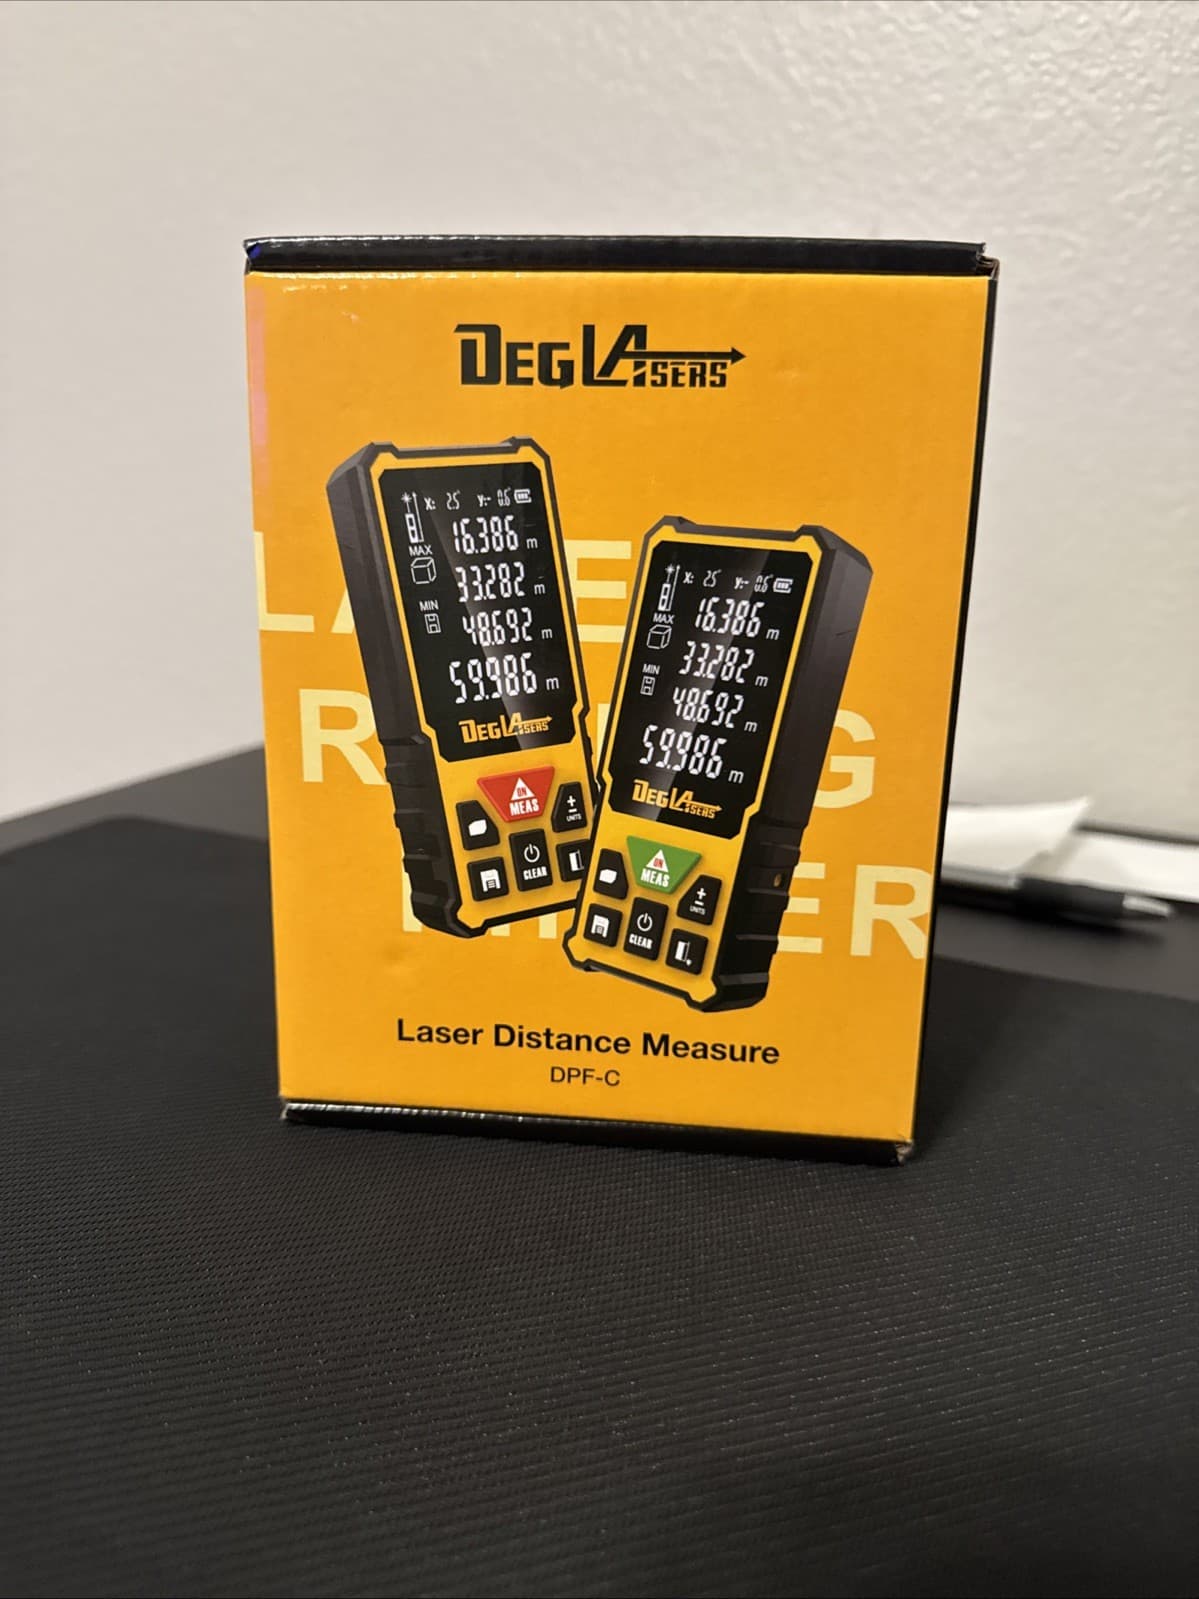 DEGLASERS
X: 2.5° y:- 0.6°
16.386 m
MAX
33.282 m
MIN
48.692 m
59.986 m
DEGLASERS
ON
MEAS
UNITS
CLEAR
X: 2.5° y:- 0.6°
16.386 m
MAX
33.282 m
MIN
48.692 m
59.986 m
DEGLASERS
ON
MEAS
UNITS
CLEAR
Laser Distance Measure
DPF-C